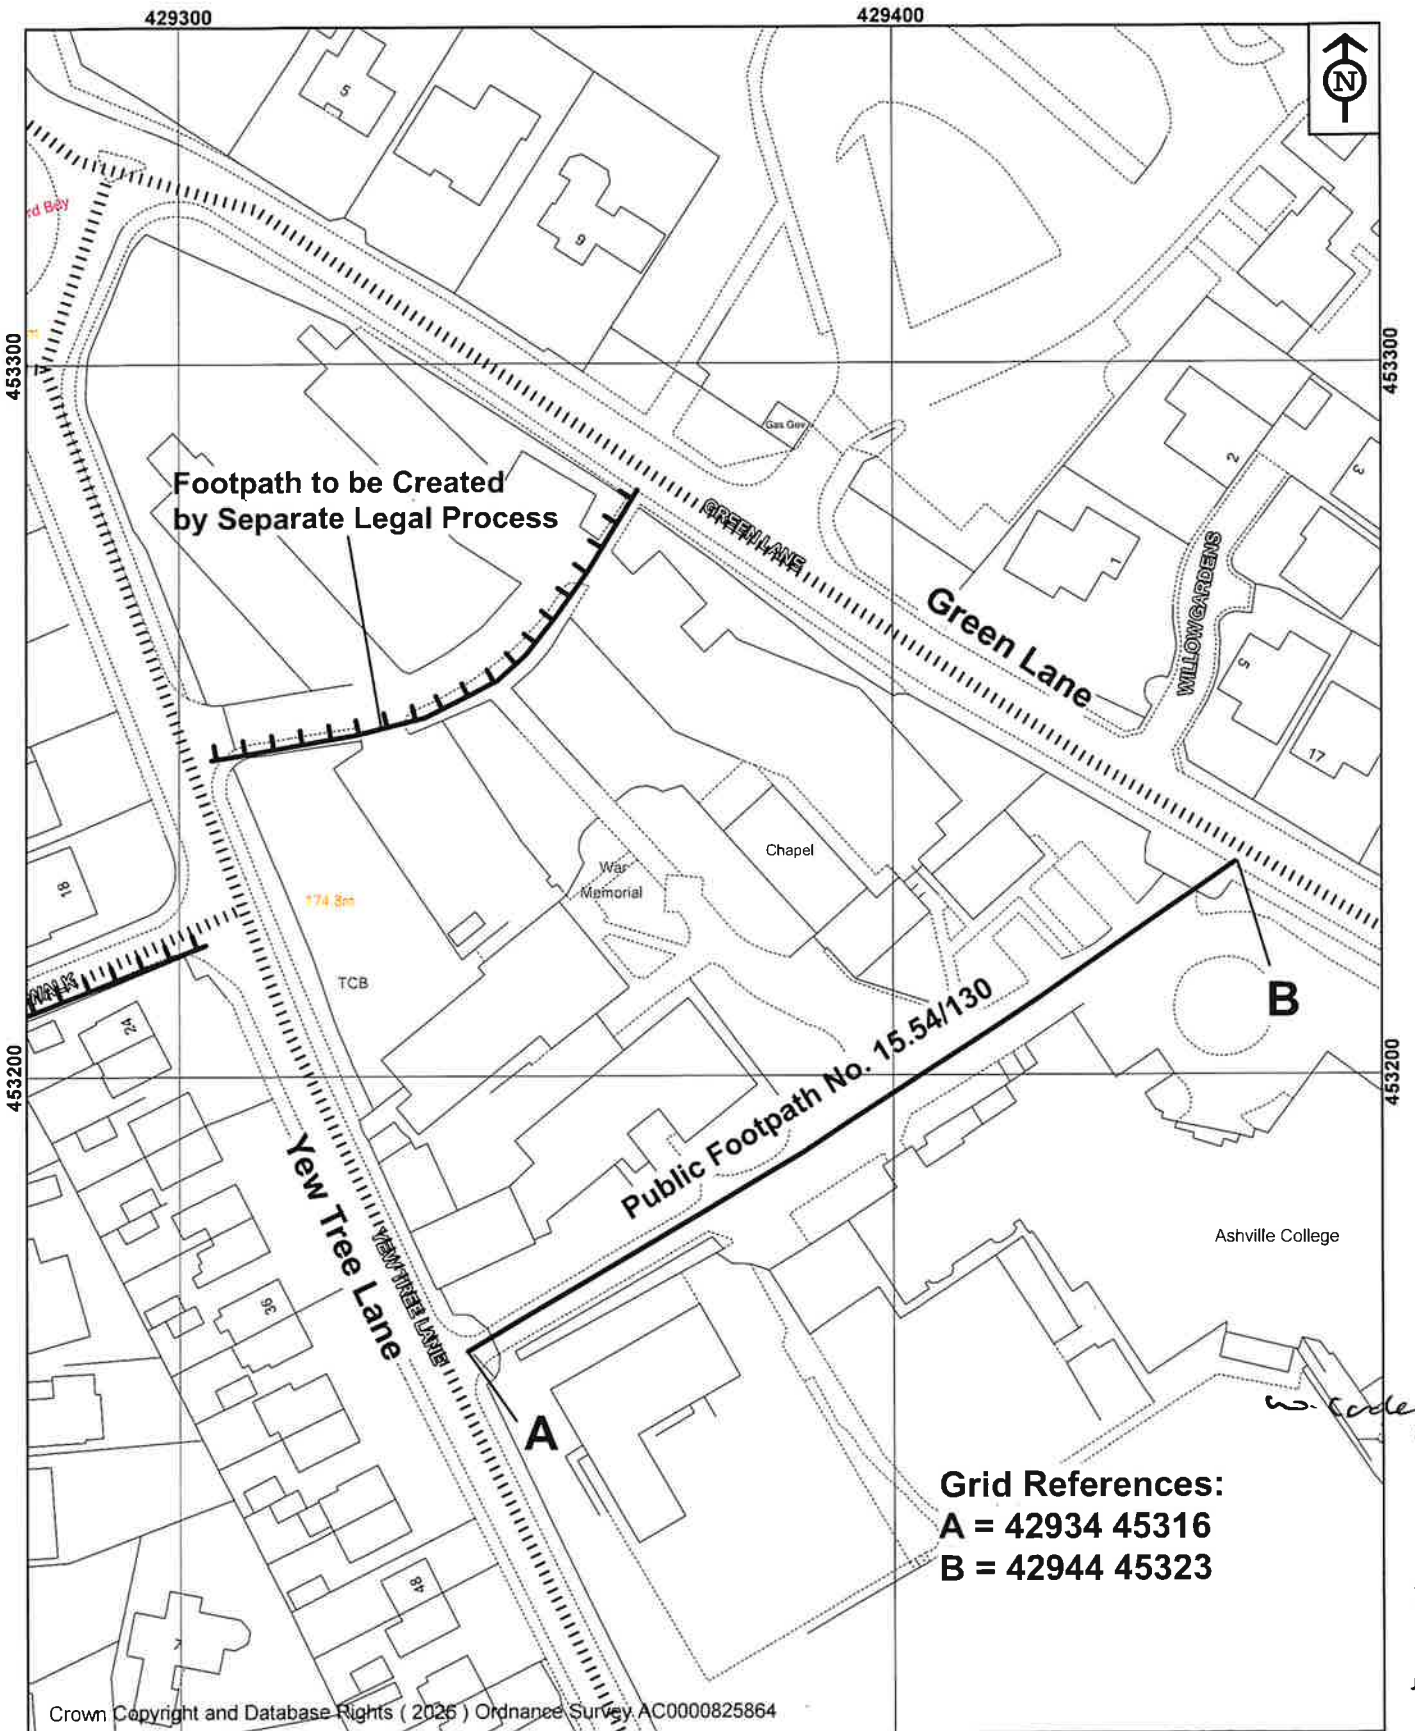 429300
429400
N
5
9
rd Bay
453300
453300
Gas Gov
Footpath to be Created
by Separate Legal Process
GREEN LANE
Green Lane
WILLOW GARDENS
2
3
1
5
17
Chapel
War
Memorial
18
174.8m
TCB
24
B
Public Footpath No. 15.54/130
453200
453200
Yew Tree Lane
YEW TREE LANE
36
Ashville College
A
Grid References:
A = 42934 45316
B = 42944 45323
48
7
Crown Copyright and Database Rights ( 2025 ) Ordnance Survey AC0000825864